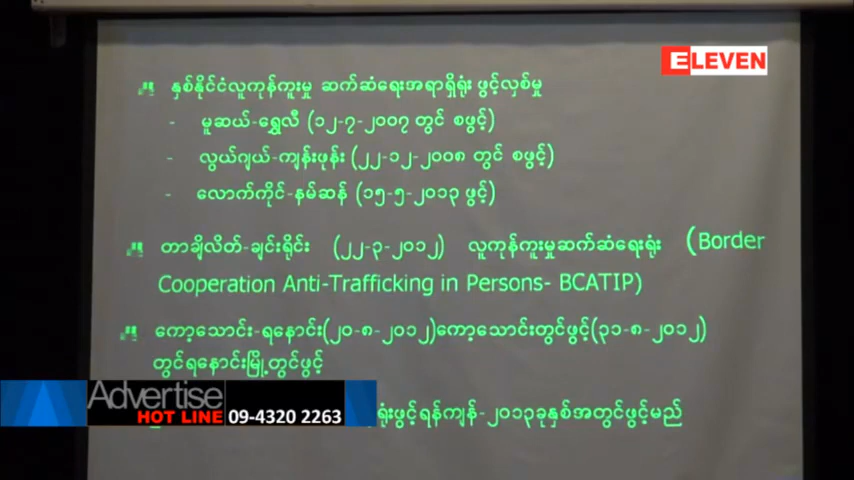 ELEVEN
နှစ်နိုင်ငံလူကုန်ကူးမှု ဆက်ဆံရေးအရာရှိရုံး ဖွင့်လှစ်မှု
- မူဆယ်-ရွှေလီ (၁၂-၇-၂၀၀၇ တွင် စဖွင့်)
- လွယ်ဂျယ်-ကျန်းဖုန်း (၂၂-၁၂-၂၀၀၈ တွင် စဖွင့်)
- လောက်ကိုင်-နမ်ဆန် (၁၅-၅-၂၀၁၃ ဖွင့်)
တာချီလိတ်-ချင်းရိုင်း (၂၂-၃-၂၀၁၂) လူကုန်ကူးမှုဆက်ဆံရေးရုံး (Border
Cooperation Anti-Trafficking in Persons- BCATIP)
ကော့သောင်း-ရနောင်း(၂၀-၈-၂၀၁၂)ကော့သောင်းတွင်ဖွင့်(၃၁-၈-၂၀၁၂)
တွင်ရနောင်းမြို့တွင်ဖွင့်
ရုံးဖွင့်ရန်ကျန်-၂၀၁၃ခုနှစ်အတွင်ဖွင့်မည်
Advertise
HOT LINE 09-4320 2263